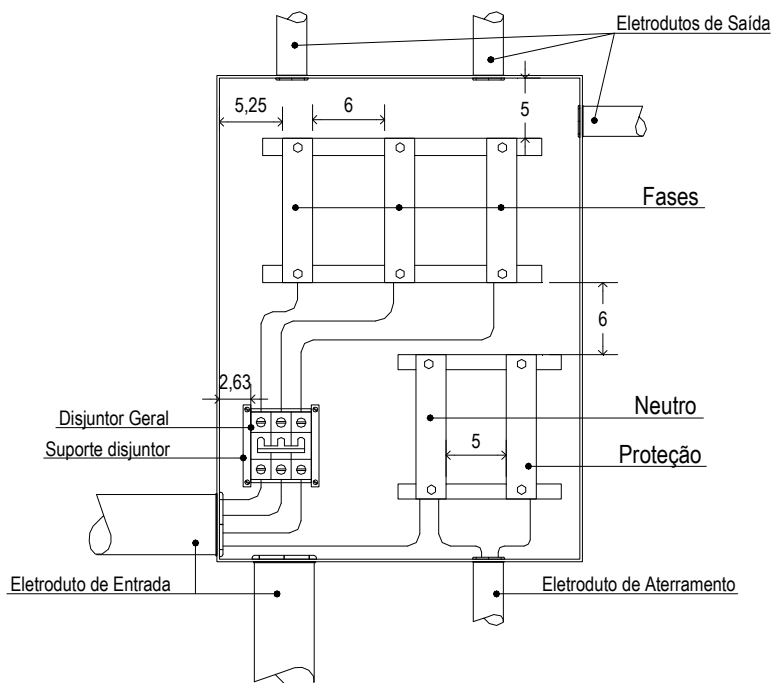 Eletrodutos de Saída
5,25
6
5
Fases
6
2,63
Disjuntor Geral
Suporte disjuntor
Neutro
5
Proteção
Eletroduto de Entrada
Eletroduto de Aterramento